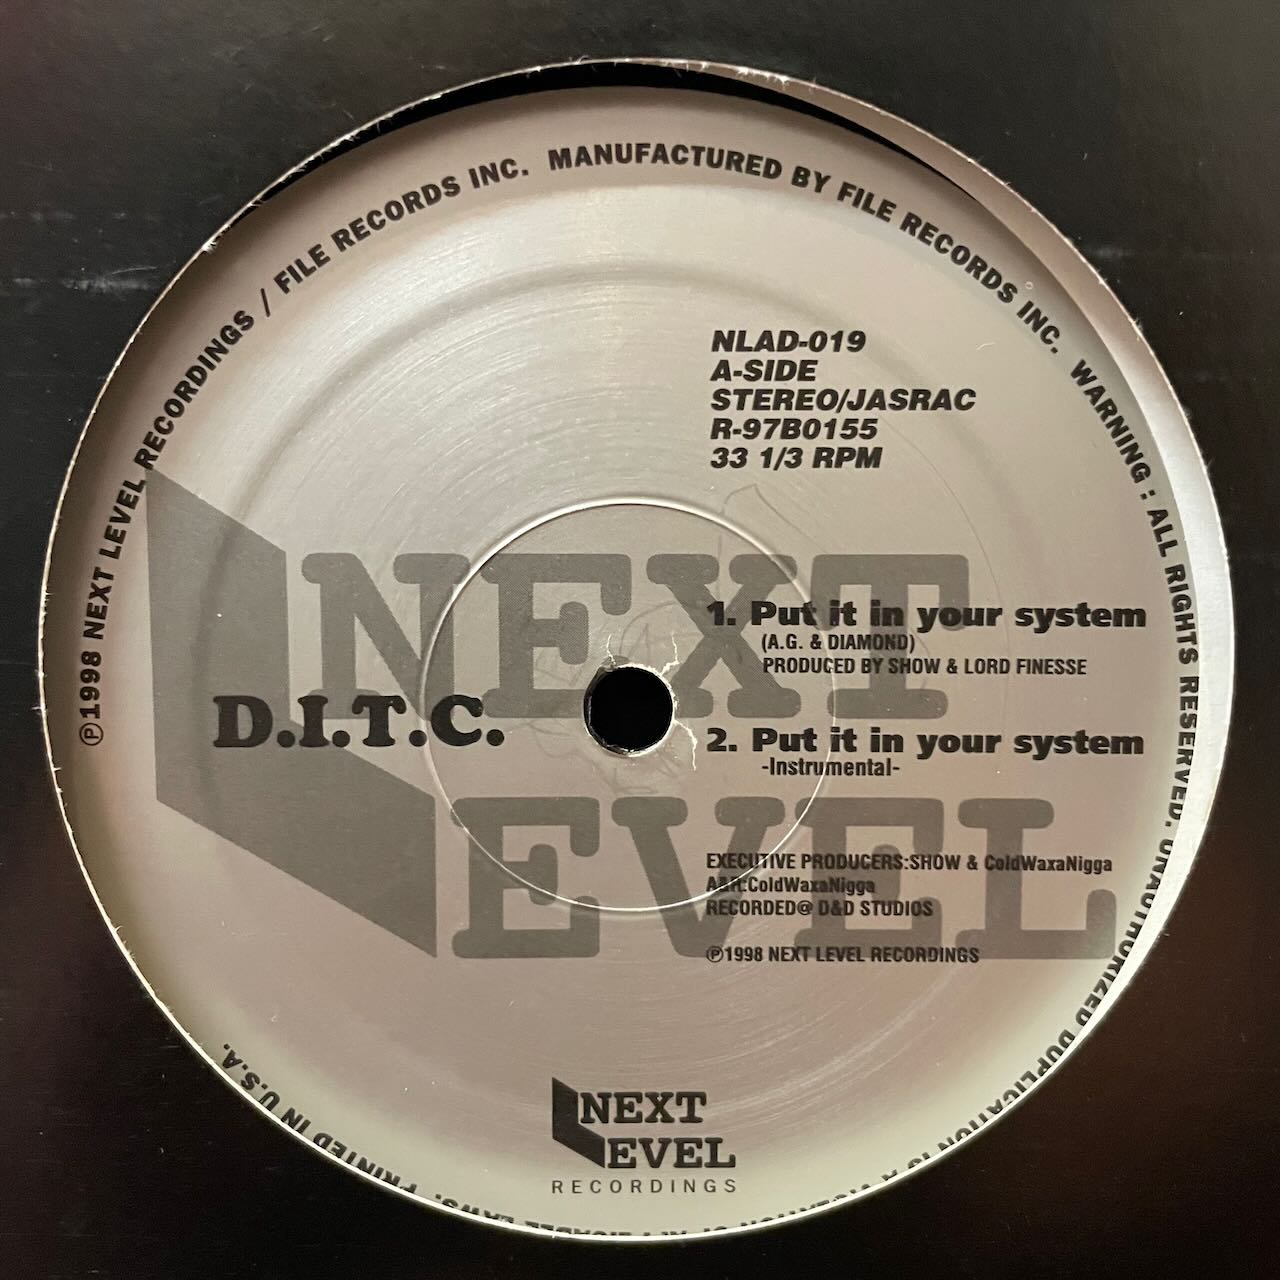 ℗1998 NEXT LEVEL RECORDINGS / FILE RECORDS INC. MANUFACTURED BY FILE RECORDS INC. WARNING : ALL RIGHTS RESERVED. UNAUTHORIZED DUPLICATION IS A VIOLATION OF APPLICABLE LAWS. PRINTED IN U.S.A.
NLAD-019
A-SIDE
STEREO/JASRAC
R-97B0155
33 1/3 RPM
NEXT
LEVEL
D.I.T.C.
1. Put it in your system
(A.G. & DIAMOND)
PRODUCED BY SHOW & LORD FINESSE
2. Put it in your system
-Instrumental-
EXECUTIVE PRODUCERS:SHOW & ColdWaxaNigga
A&R:ColdWaxaNigga
RECORDED@ D&D STUDIOS
℗1998 NEXT LEVEL RECORDINGS
NEXT
LEVEL
RECORDINGS